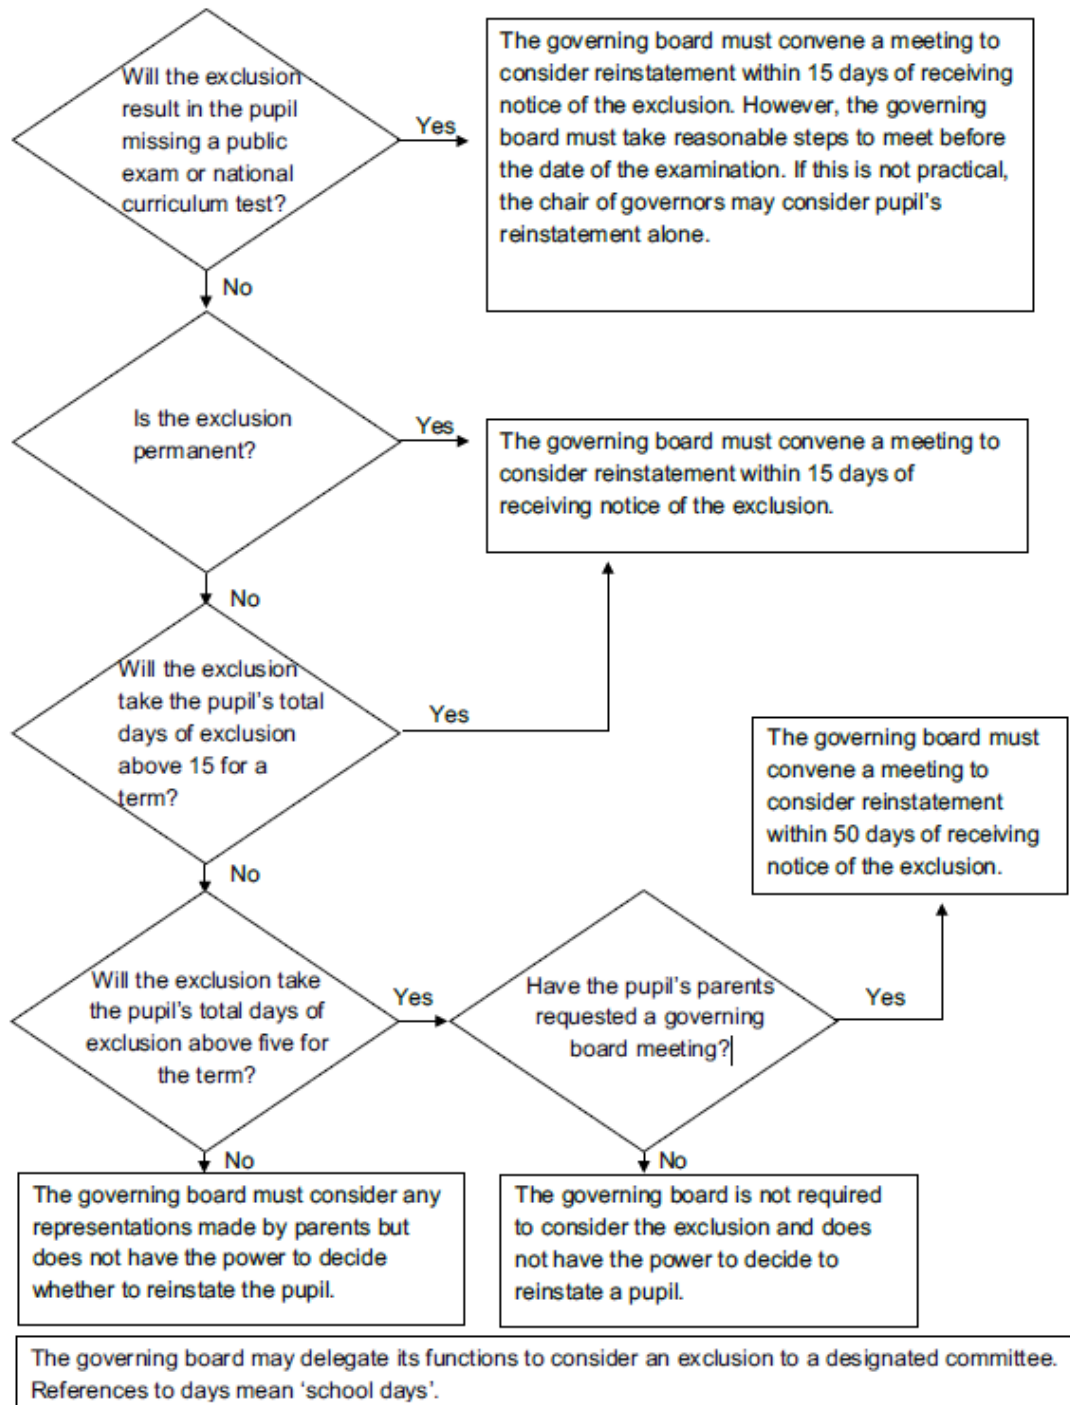 Will the exclusion
result in the pupil
missing a public
exam or national
curriculum test?
Yes
The governing board must convene a meeting to
consider reinstatement within 15 days of receiving
notice of the exclusion. However, the governing
board must take reasonable steps to meet before
the date of the examination. If this is not practical,
the chair of governors may consider pupil's
reinstatement alone.
No
Is the exclusion
permanent?
Yes
The governing board must convene a meeting to
consider reinstatement within 15 days of
receiving notice of the exclusion.
No
Will the exclusion
take the pupil's total
days of exclusion
above 15 for a
term?
Yes
The governing board must
convene a meeting to
consider reinstatement
within 50 days of receiving
notice of the exclusion.
No
Will the exclusion take
the pupil's total days of
exclusion above five for
the term?
Yes
Have the pupil's parents
requested a governing
board meeting?
Yes
No
The governing board must consider any
representations made by parents but
does not have the power to decide
whether to reinstate the pupil.
No
The governing board is not required
to consider the exclusion and does
not have the power to decide to
reinstate a pupil.
The governing board may delegate its functions to consider an exclusion to a designated committee.
References to days mean 'school days'.